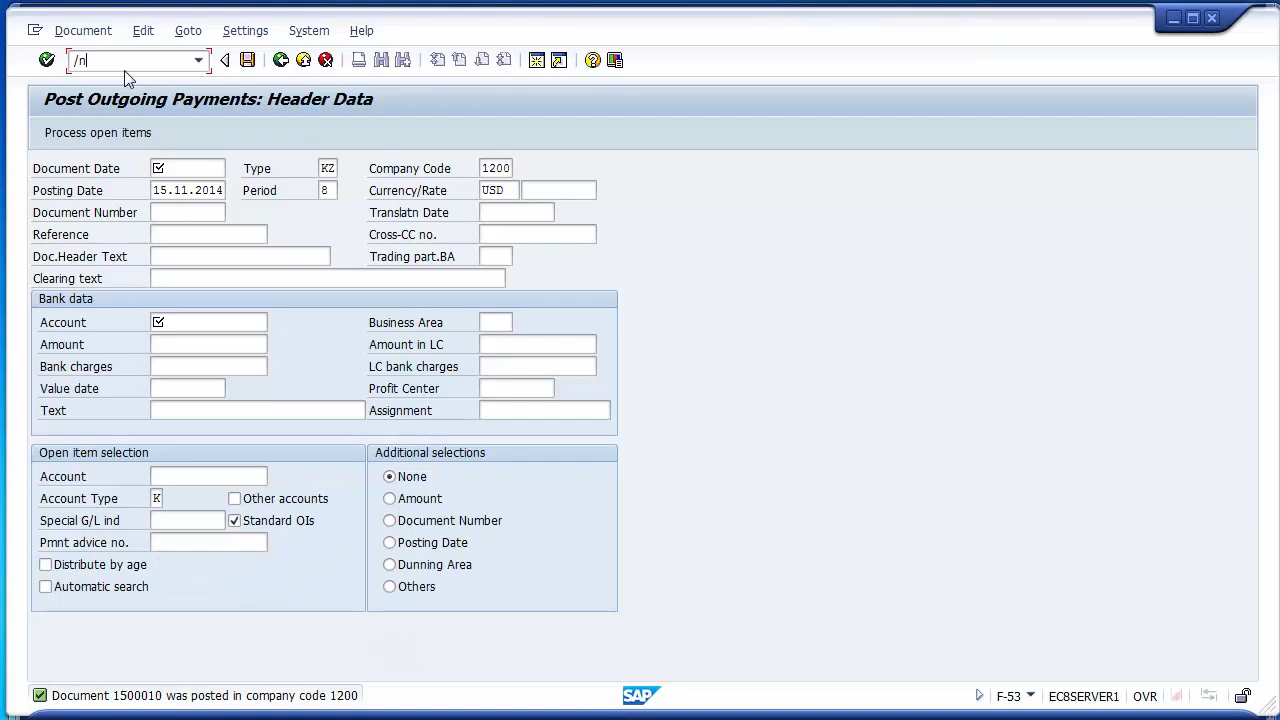 Document Edit Goto Settings System Help
/n
Post Outgoing Payments: Header Data
Process open items
Document Date Type KZ Company Code 1200
Posting Date 15.11.2014 Period 8 Currency/Rate USD
Document Number Translatn Date
Reference Cross-CC no.
Doc.Header Text Trading part.BA
Clearing text
Bank data
Account Business Area
Amount Amount in LC
Bank charges LC bank charges
Value date Profit Center
Text Assignment
Open item selection Additional selections
Account None
Account Type K Other accounts Amount
Special G/L ind Standard OIs Document Number
Pmnt advice no. Posting Date
Distribute by age Dunning Area
Automatic search Others
Document 1500010 was posted in company code 1200 SAP F-53 EC8SERVER1 OVR